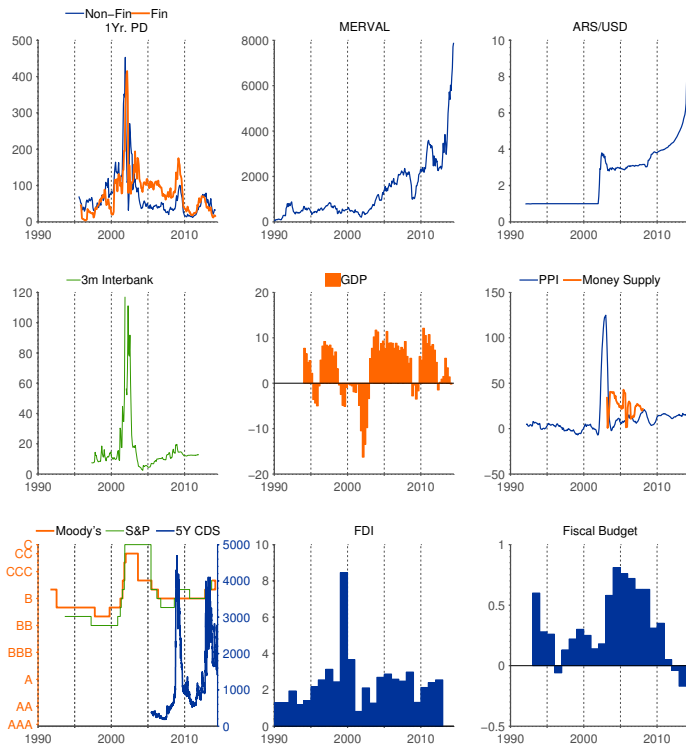 Non−Fin Fin
1Yr. PD
MERVAL
ARS/USD
500
400
300
200
100
0
1990 2000 2010
8000
6000
4000
2000
0
1990 2000 2010
10
8
6
4
2
0
1990 2000 2010
3m Interbank
GDP
PPI Money Supply
120
100
80
60
40
20
0
1990 2000 2010
20
10
0
−10
−20
1990 2000 2010
150
100
50
0
−50
1990 2000 2010
Moody's S&P 5Y CDS
FDI
Fiscal Budget
C
CC
CCC
B
BB
BBB
A
AA
AAA
5000
4000
3000
2000
1000
0
1990 2000 2010
10
8
6
4
2
0
1990 2000 2010
1
0.5
0
−0.5
1990 2000 2010